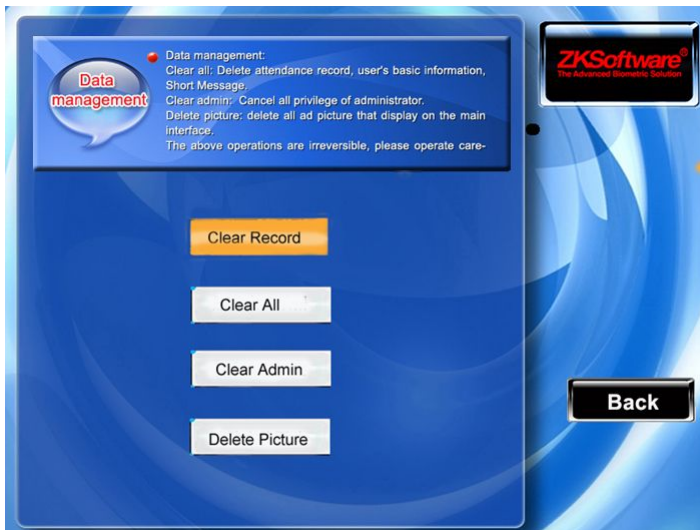 Data management
Data management:
Clear all: Delete attendance record, user's basic information,
Short Message.
Clear admin: Cancel all privilege of administrator.
Delete picture: delete all ad picture that display on the main
interface.
The above operations are irreversible, please operate care-
ZKSoftware®
The Advanced Biometric Solution
Clear Record
Clear All
Clear Admin
Delete Picture
Back